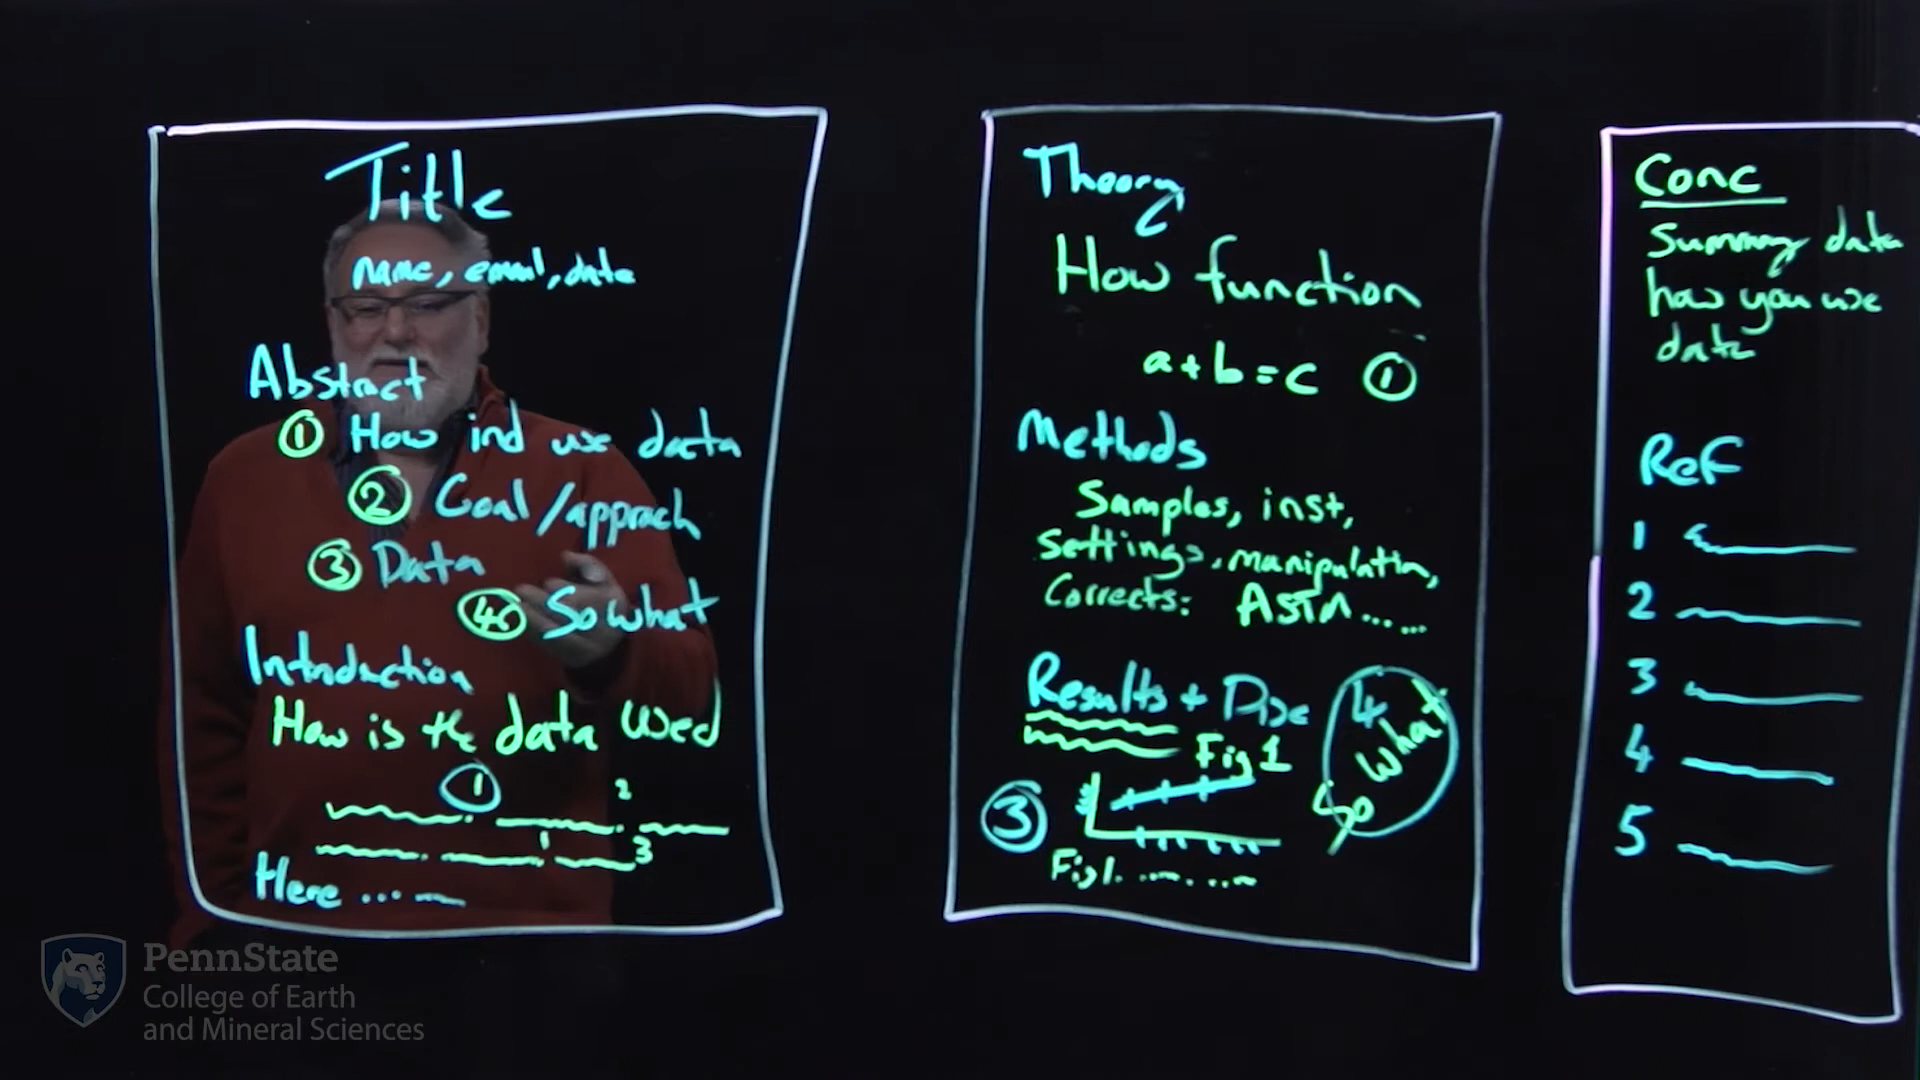 Title
name, email, date
Abstract
1 How ind use data
2 Goal/approch
3 Data
So what
Introduction
How is the data Used
1 2
1 3
Here ... ...
Theory
How function
a+b=c 1
Methods
Samples, inst,
Settings, manipulation,
Corrects: ASTM ... ...
Results + Disc
4
So what
Fig 1
3
Fig 1. ... ...
Conc
Summary data
how you use
data
Ref
1
2
3
4
5
PennState
College of Earth
and Mineral Sciences